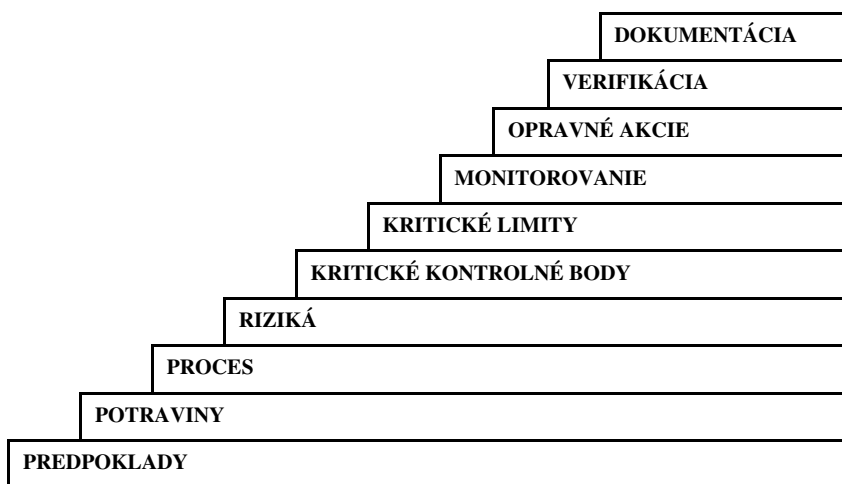 DOKUMENTÁCIA
VERIFIKÁCIA
OPRAVNÉ AKCIE
MONITOROVANIE
KRITICKÉ LIMITY
KRITICKÉ KONTROLNÉ BODY
RIZIKÁ
PROCES
POTRAVINY
PREDPOKLADY